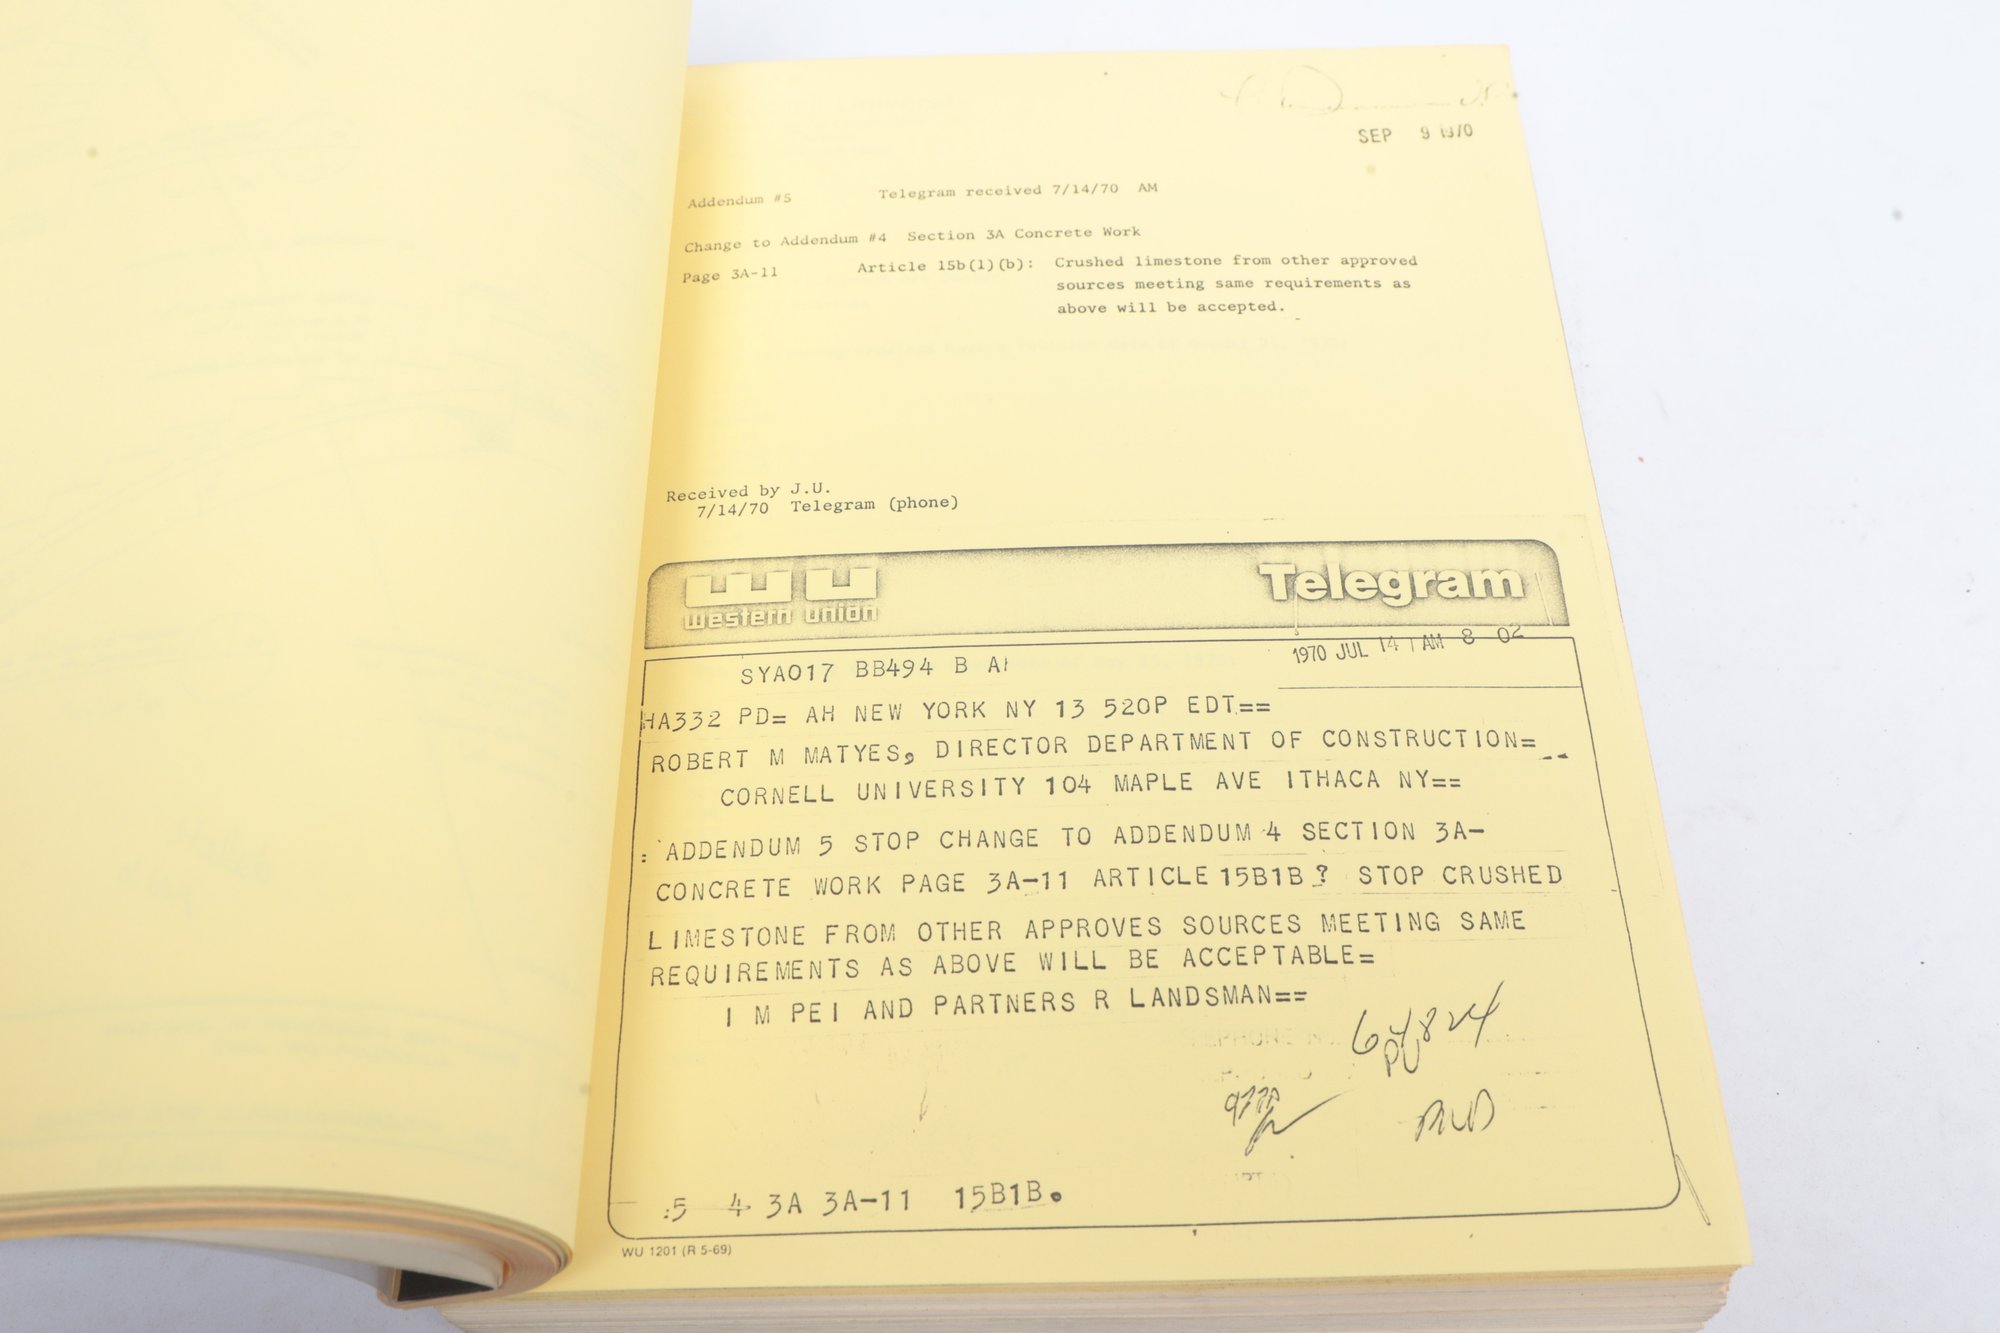 SEP 9 1970
Addendum #5 Telegram received 7/14/70 AM
Change to Addendum #4 Section 3A Concrete Work
Page 3A-11 Article 15b(1)(b): Crushed limestone from other approved
sources meeting same requirements as
above will be accepted.
Received by J.U.
7/14/70 Telegram (phone)
WU Telegram
Western Union
1970 JUL 14 AM 8 02
SYA017 BB494 B
HA332 PD= AH NEW YORK NY 13 520P EDT==
ROBERT M MATYES, DIRECTOR DEPARTMENT OF CONSTRUCTION=
CORNELL UNIVERSITY 104 MAPLE AVE ITHACA NY==
: ADDENDUM 5 STOP CHANGE TO ADDENDUM 4 SECTION 3A-
CONCRETE WORK PAGE 3A-11 ARTICLE 15B1B ? STOP CRUSHED
LIMESTONE FROM OTHER APPROVES SOURCES MEETING SAME
REQUIREMENTS AS ABOVE WILL BE ACCEPTABLE=
I M PEI AND PARTNERS R LANDSMAN==
:5 4 3A 3A-11 15B1B.
WU 1201 (R 5-69)